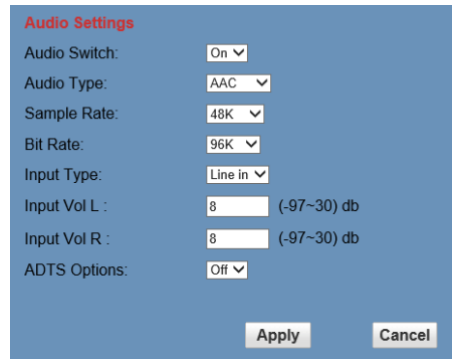 Audio Settings
Audio Switch: On
Audio Type: AAC
Sample Rate: 48K
Bit Rate: 96K
Input Type: Line in
Input Vol L : 8 (-97~30) db
Input Vol R : 8 (-97~30) db
ADTS Options: Off
Apply Cancel